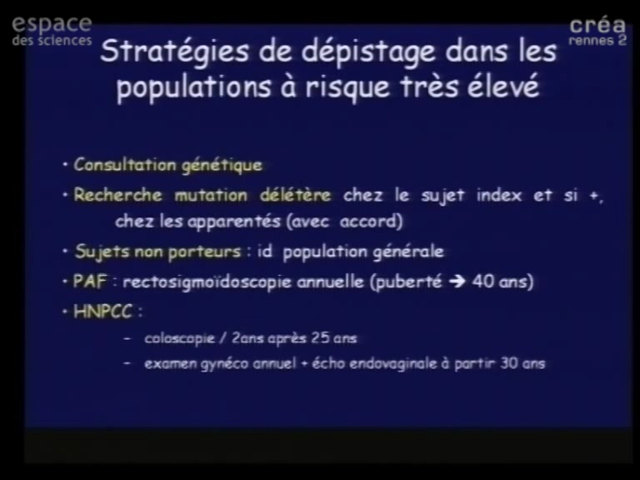 espace
des sciences
créa
rennes 2
Stratégies de dépistage dans les
populations à risque très élevé
• Consultation génétique
• Recherche mutation délétère chez le sujet index et si +,
chez les apparentés (avec accord)
• Sujets non porteurs : id population générale
• PAF : rectosigmoïdoscopie annuelle (puberté ➔ 40 ans)
• HNPCC :
– coloscopie / 2ans après 25 ans
– examen gynéco annuel + écho endovaginale à partir 30 ans